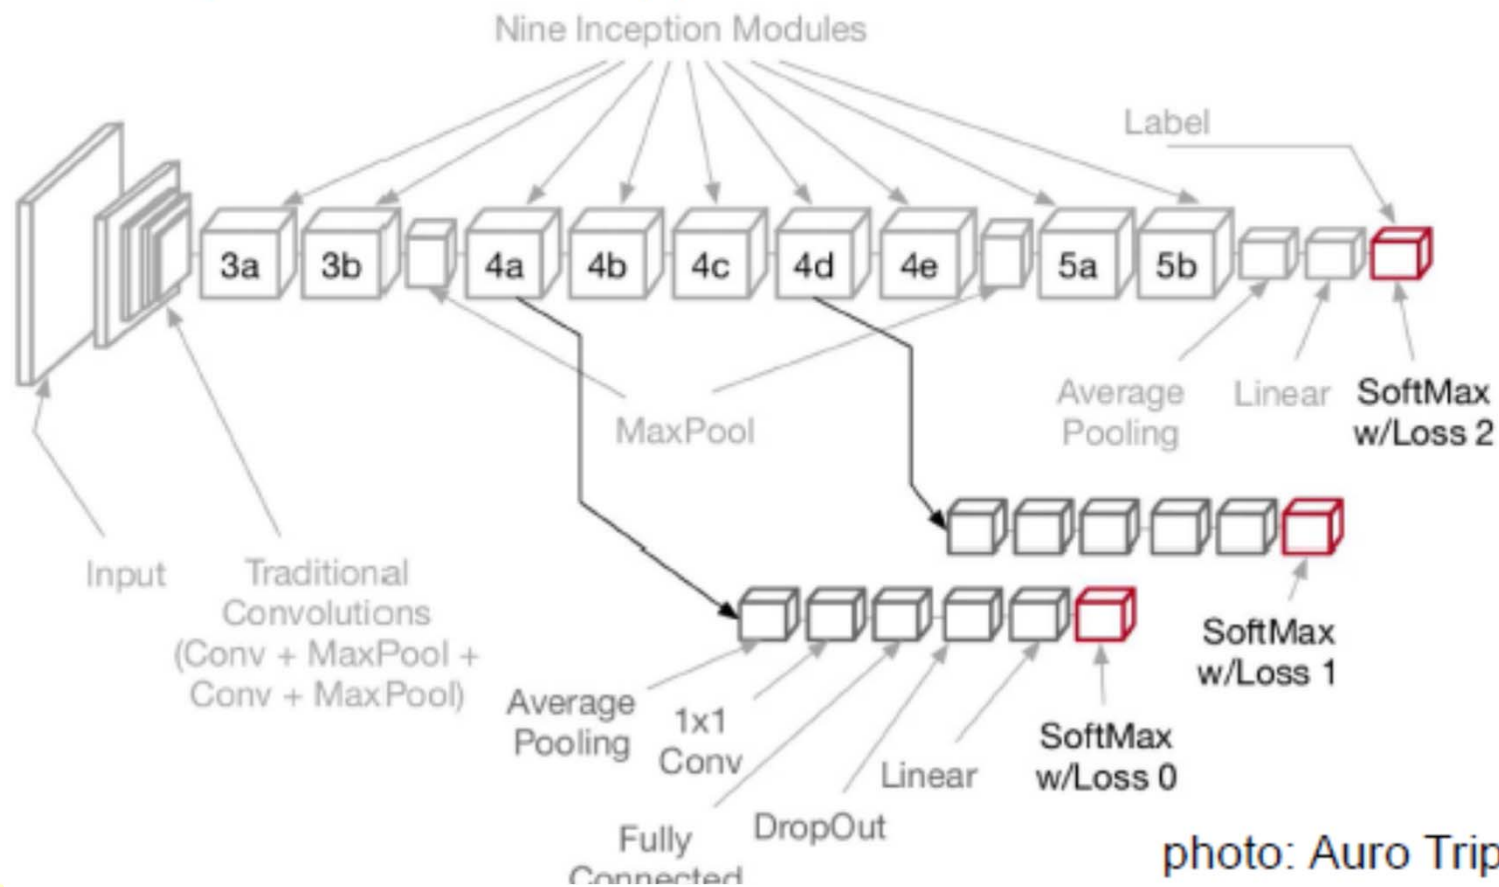 Nine Inception Modules
Label
3a
3b
4a
4b
4c
4d
4e
5a
5b
Average
Pooling
Linear
SoftMax
w/Loss 2
MaxPool
Input
Traditional
Convolutions
(Conv + MaxPool +
Conv + MaxPool)
SoftMax
w/Loss 1
Average
Pooling
1x1
Conv
Fully
Connected
DropOut
Linear
SoftMax
w/Loss 0
photo: Auro Trip